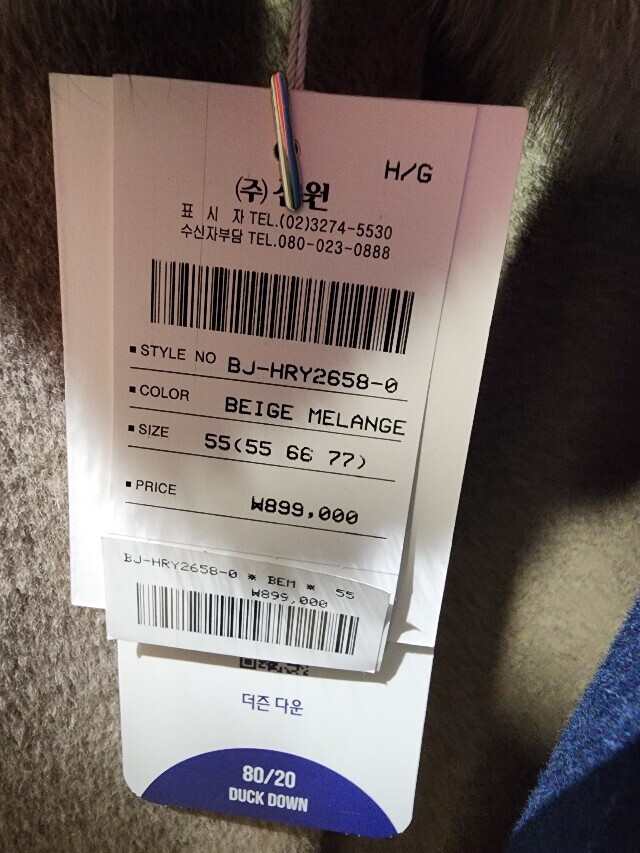 H/G
(주)신원
표 시 자 TEL.(02)3274-5530
수신자부담 TEL.080-023-0888
▪ STYLE NO BJ-HRY2658-0
▪ COLOR BEIGE MELANGE
▪ SIZE 55(55 66 77)
▪ PRICE ₩899,000
BJ-HRY2658-0 * BEM * 55
₩899,000
더즌 다운
80/20
DUCK DOWN